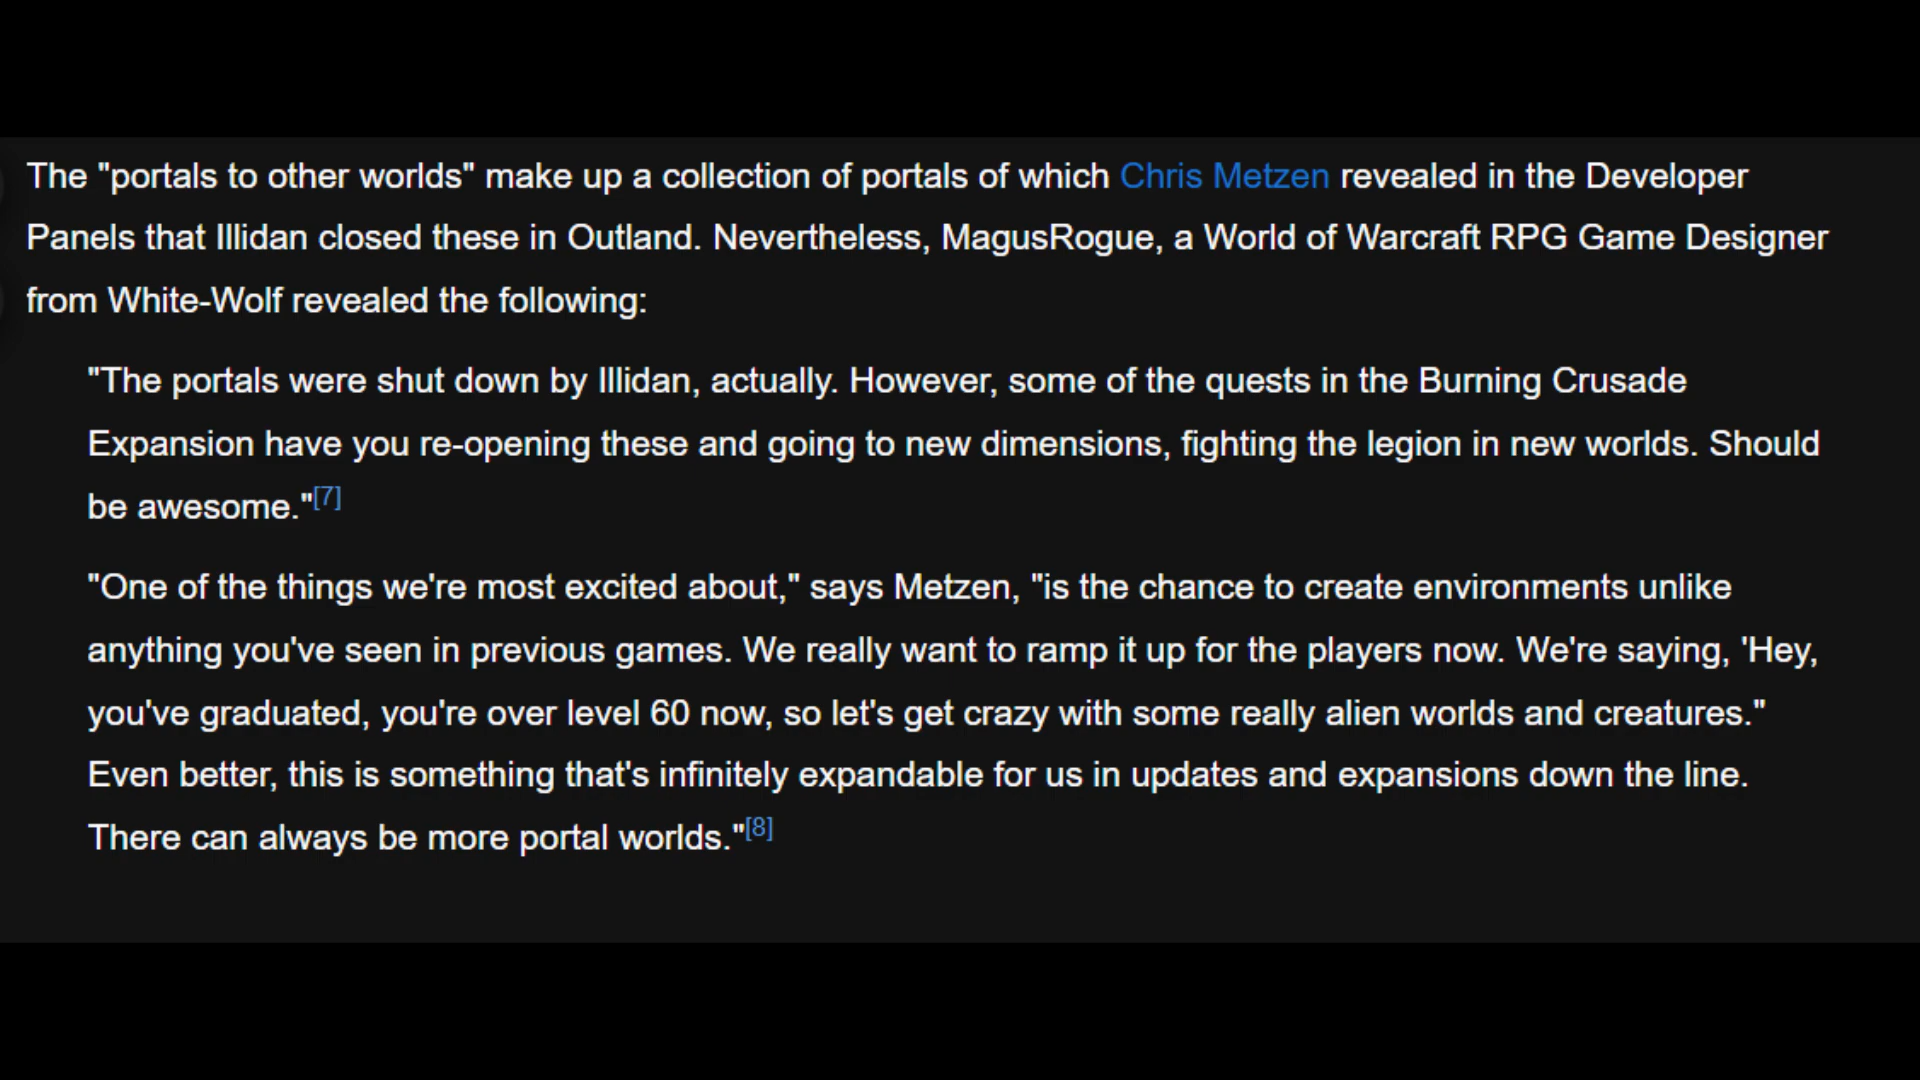 The "portals to other worlds" make up a collection of portals of which Chris Metzen revealed in the Developer
Panels that Illidan closed these in Outland. Nevertheless, MagusRogue, a World of Warcraft RPG Game Designer
from White-Wolf revealed the following:
"The portals were shut down by Illidan, actually. However, some of the quests in the Burning Crusade
Expansion have you re-opening these and going to new dimensions, fighting the legion in new worlds. Should
be awesome."[7]
"One of the things we're most excited about," says Metzen, "is the chance to create environments unlike
anything you've seen in previous games. We really want to ramp it up for the players now. We're saying, 'Hey,
you've graduated, you're over level 60 now, so let's get crazy with some really alien worlds and creatures."
Even better, this is something that's infinitely expandable for us in updates and expansions down the line.
There can always be more portal worlds."[8]